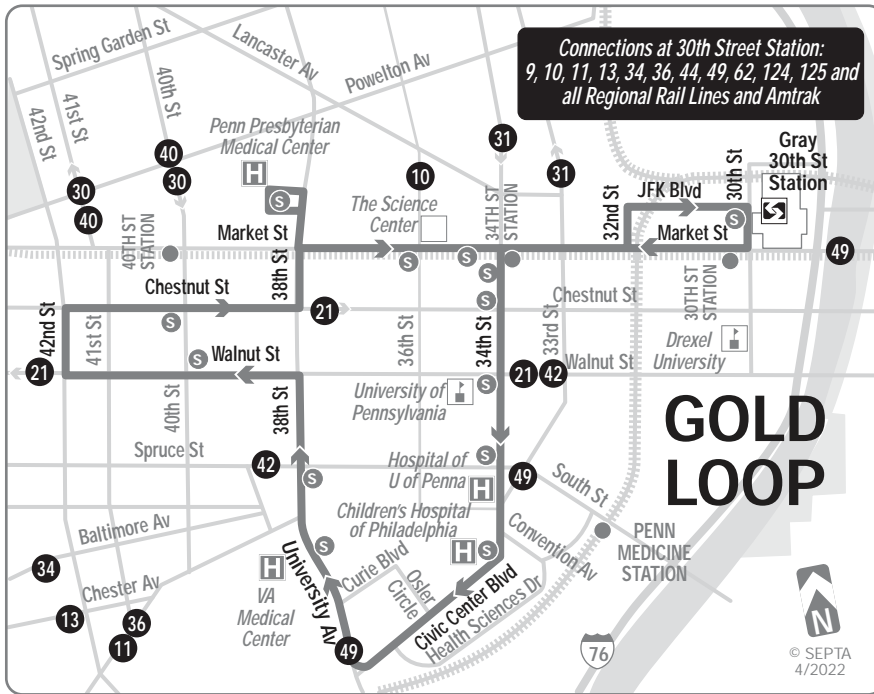 Connections at 30th Street Station:
9, 10, 11, 13, 34, 36, 44, 49, 62, 124, 125 and
all Regional Rail Lines and Amtrak
Spring Garden St
Lancaster Av
Powelton Av
40th St
41st St
42nd St
Penn Presbyterian
Medical Center
H
S
40
30
30
40
10
31
31
The Science
Center
34TH ST
STATION
32nd St
JFK Blvd
30th St
Gray
30th St
Station
S
S
40TH ST
STATION
Market St
Market St
49
S
S
S
30TH ST
STATION
Chestnut St
38th St
S
21
S
Chestnut St
42nd St
41st St
36th St
34th St
33rd St
Drexel
University
21
S
Walnut St
Walnut St
21
42
40th St
38th St
University of
Pennsylvania
S
GOLD
LOOP
Spruce St
42
S
Hospital of
U of Penna
H
S
49
South St
Baltimore Av
Children's Hospital
of Philadelphia
H
S
Convention Av
PENN
MEDICINE
STATION
34
Chester Av
H
VA
Medical
Center
S
University Av
Curie Blvd
Osler
Circle
Civic Center Blvd
Health Sciences Dr
13
36
11
49
76
N
© SEPTA
4/2022